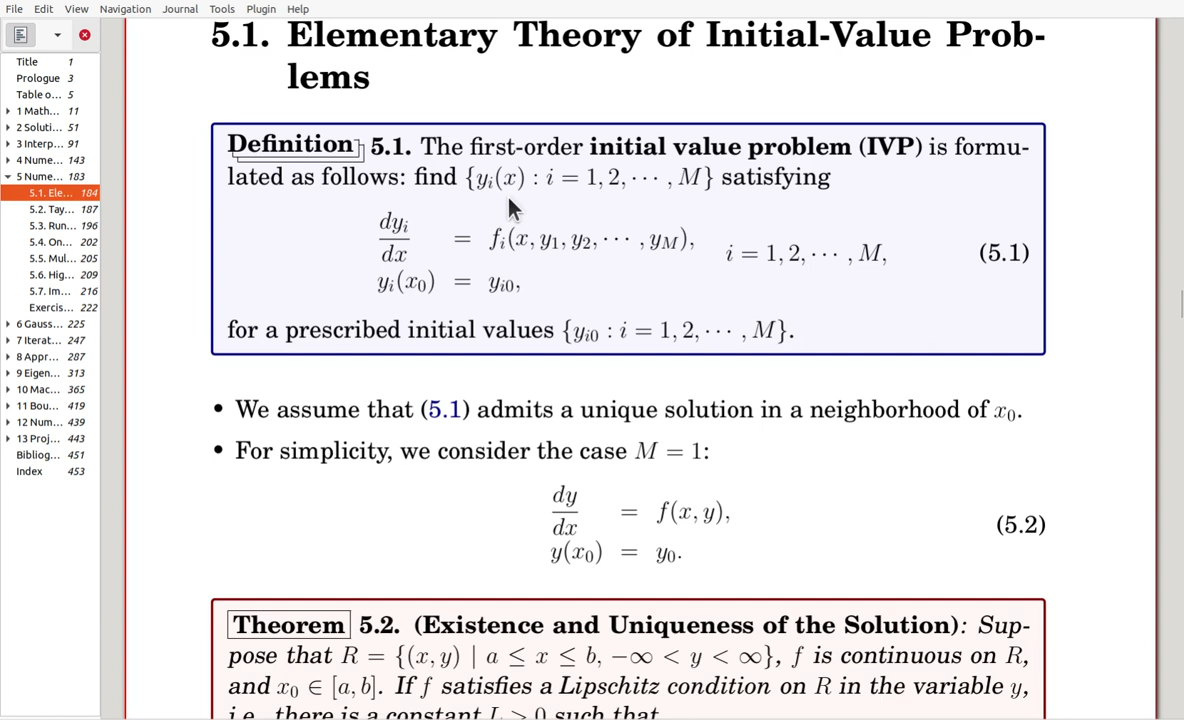 File Edit View Navigation Journal Tools Plugin Help
Title 1
Prologue 3
Table o... 5
1 Math... 11
2 Soluti... 51
3 Interp... 91
4 Nume... 143
5 Nume... 183
5.1. Ele... 184
5.2. Tay... 187
5.3. Run... 196
5.4. On... 202
5.5. Mul... 205
5.6. Hig... 209
5.7. Im... 216
Exercis... 222
6 Gauss... 225
7 Iterat... 247
8 Appr... 287
9 Eigen... 313
10 Mac... 365
11 Bou... 419
12 Num... 439
13 Proj... 443
Bibliog... 451
Index 453
5.1. Elementary Theory of Initial-Value Prob-
lems
Definition 5.1. The first-order initial value problem (IVP) is formu-
lated as follows: find {y_i(x) : i = 1, 2, ⋯ , M} satisfying
dy_i/dx = f_i(x, y_1, y_2, ⋯ , y_M), i = 1, 2, ⋯ , M, (5.1)
y_i(x_0) = y_{i0},
for a prescribed initial values {y_{i0} : i = 1, 2, ⋯ , M}.
• We assume that (5.1) admits a unique solution in a neighborhood of x_0.
• For simplicity, we consider the case M = 1:
dy/dx = f(x, y), (5.2)
y(x_0) = y_0.
Theorem 5.2. (Existence and Uniqueness of the Solution): Sup-
pose that R = {(x, y) | a ≤ x ≤ b, −∞ < y < ∞}, f is continuous on R,
and x_0 ∈ [a, b]. If f satisfies a Lipschitz condition on R in the variable y,
i.e., there is a constant L > 0 such that